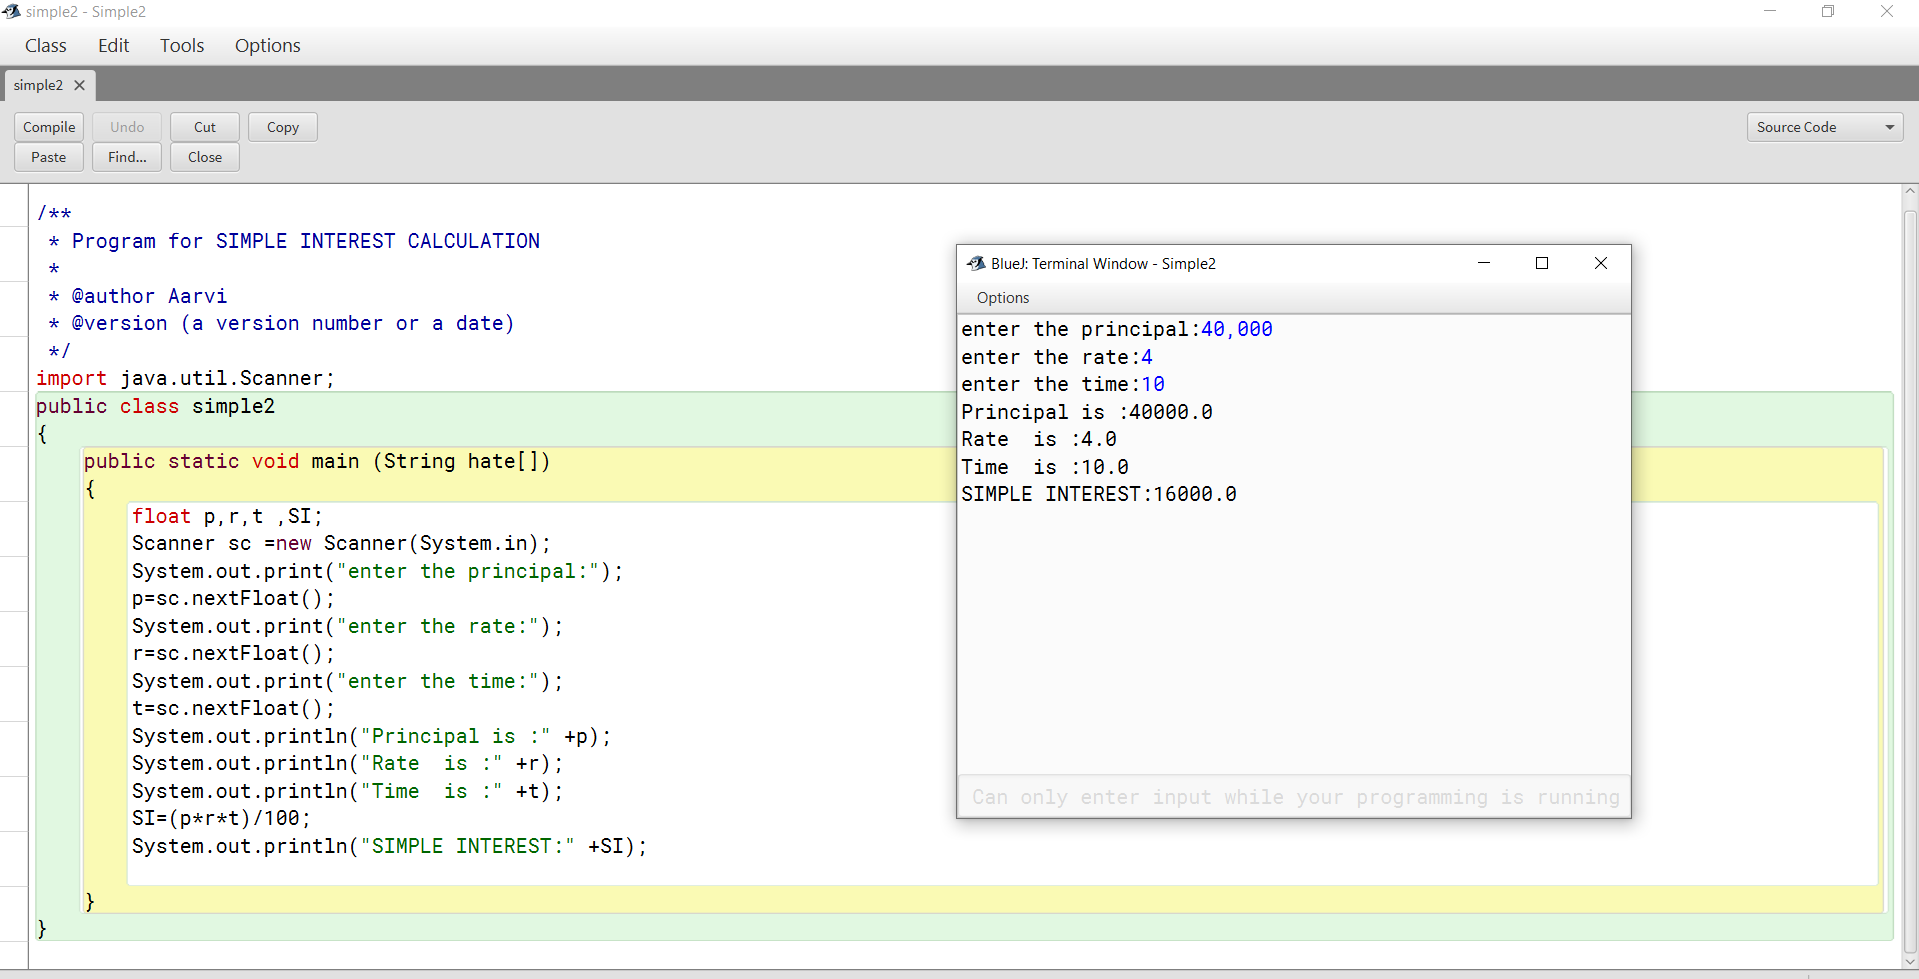 simple2 - Simple2
Class Edit Tools Options
simple2
Compile Undo Cut Copy
Source Code
Paste Find... Close
/**
 * Program for SIMPLE INTEREST CALCULATION
 *
 * @author Aarvi
 * @version (a version number or a date)
 */
import java.util.Scanner;
public class simple2
{
    public static void main (String hate[])
    {
        float p,r,t ,SI;
        Scanner sc =new Scanner(System.in);
        System.out.print("enter the principal:");
        p=sc.nextFloat();
        System.out.print("enter the rate:");
        r=sc.nextFloat();
        System.out.print("enter the time:");
        t=sc.nextFloat();
        System.out.println("Principal is :" +p);
        System.out.println("Rate  is :" +r);
        System.out.println("Time  is :" +t);
        SI=(p*r*t)/100;
        System.out.println("SIMPLE INTEREST:" +SI);
    }
}
BlueJ: Terminal Window - Simple2
Options
enter the principal:40,000
enter the rate:4
enter the time:10
Principal is :40000.0
Rate  is :4.0
Time  is :10.0
SIMPLE INTEREST:16000.0
Can only enter input while your programming is running